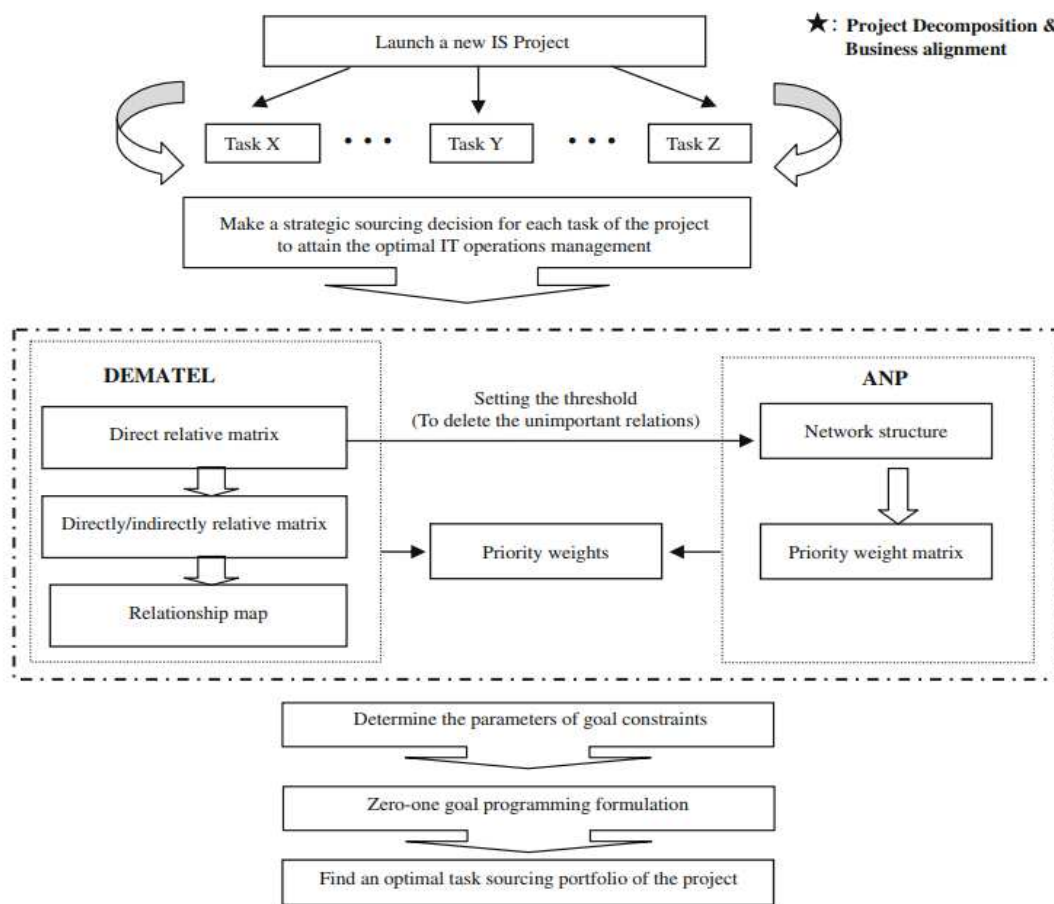 ★: Project Decomposition &
Business alignment
Launch a new IS Project
Task X • • • Task Y • • • Task Z
Make a strategic sourcing decision for each task of the project
to attain the optimal IT operations management
DEMATEL
Direct relative matrix
Directly/indirectly relative matrix
Relationship map
Setting the threshold
(To delete the unimportant relations)
Priority weights
ANP
Network structure
Priority weight matrix
Determine the parameters of goal constraints
Zero-one goal programming formulation
Find an optimal task sourcing portfolio of the project